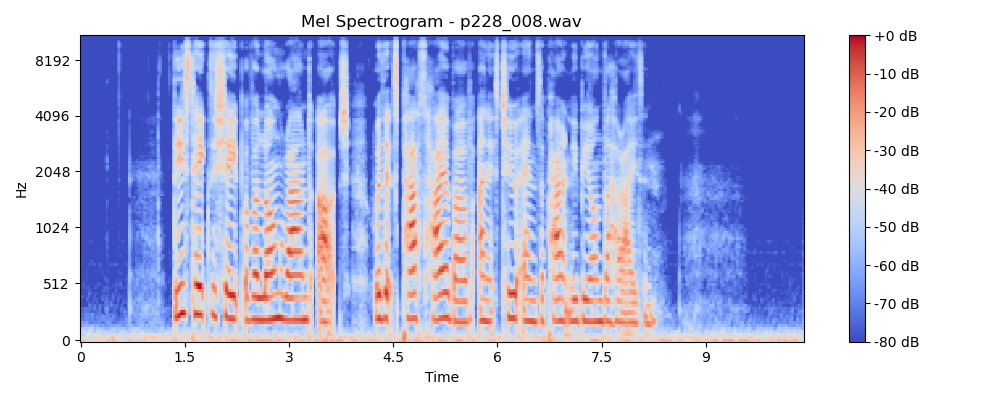 Mel Spectrogram - p228_008.wav
Hz
8192
4096
2048
1024
512
0
0 1.5 3 4.5 6 7.5 9
Time
+0 dB
-10 dB
-20 dB
-30 dB
-40 dB
-50 dB
-60 dB
-70 dB
-80 dB